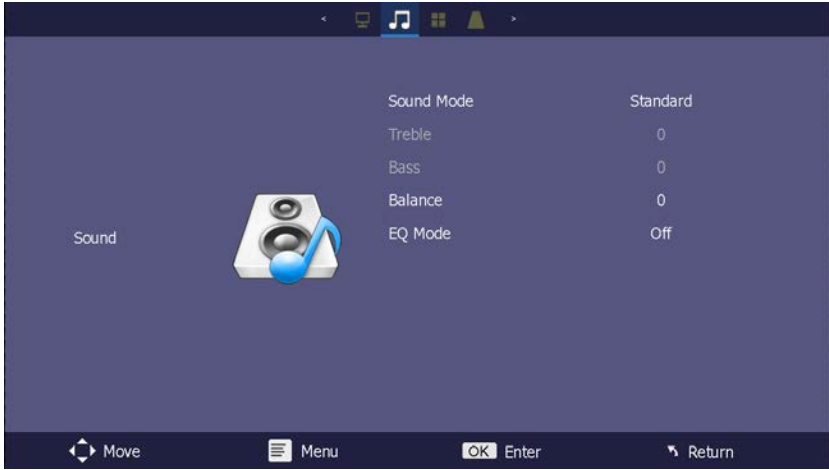 Sound Mode Standard
Treble 0
Bass 0
Balance 0
EQ Mode Off
Sound
Move Menu OK Enter Return